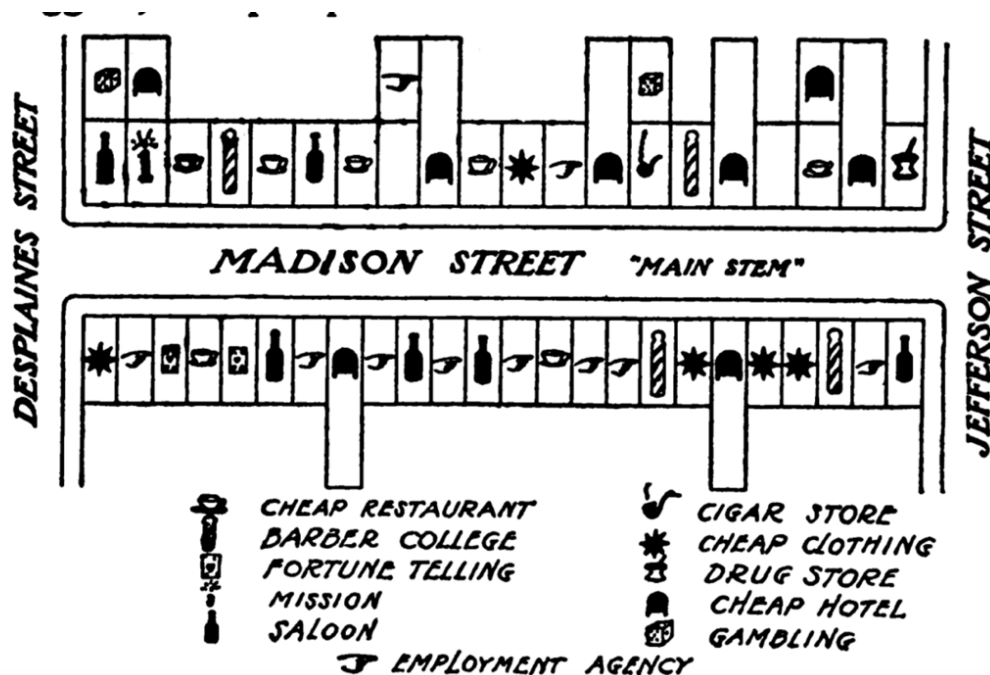 DESPLAINES STREET
MADISON STREET "MAIN STEM"
JEFFERSON STREET
CHEAP RESTAURANT
BARBER COLLEGE
FORTUNE TELLING
MISSION
SALOON
CIGAR STORE
CHEAP CLOTHING
DRUG STORE
CHEAP HOTEL
GAMBLING
EMPLOYMENT AGENCY